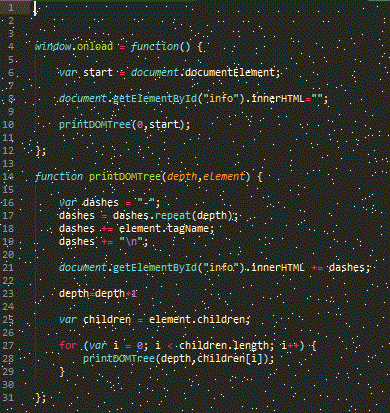 1
2
3
4 window.onload = function() {
5
6 var start = document.documentElement;
7
8 document.getElementById("info").innerHTML="";
9
10 printDOMTree(0,start);
11
12 };
13
14 function printDOMTree(depth,element) {
15
16 var dashes = "-";
17 dashes = dashes.repeat(depth);
18 dashes += element.tagName;
19 dashes += "\n";
20
21 document.getElementById("info").innerHTML += dashes;
22
23 depth=depth+1
24
25 var children = element.children;
26
27 for (var i = 0; i < children.length; i++) {
28 printDOMTree(depth,children[i]);
29 }
30
31 };